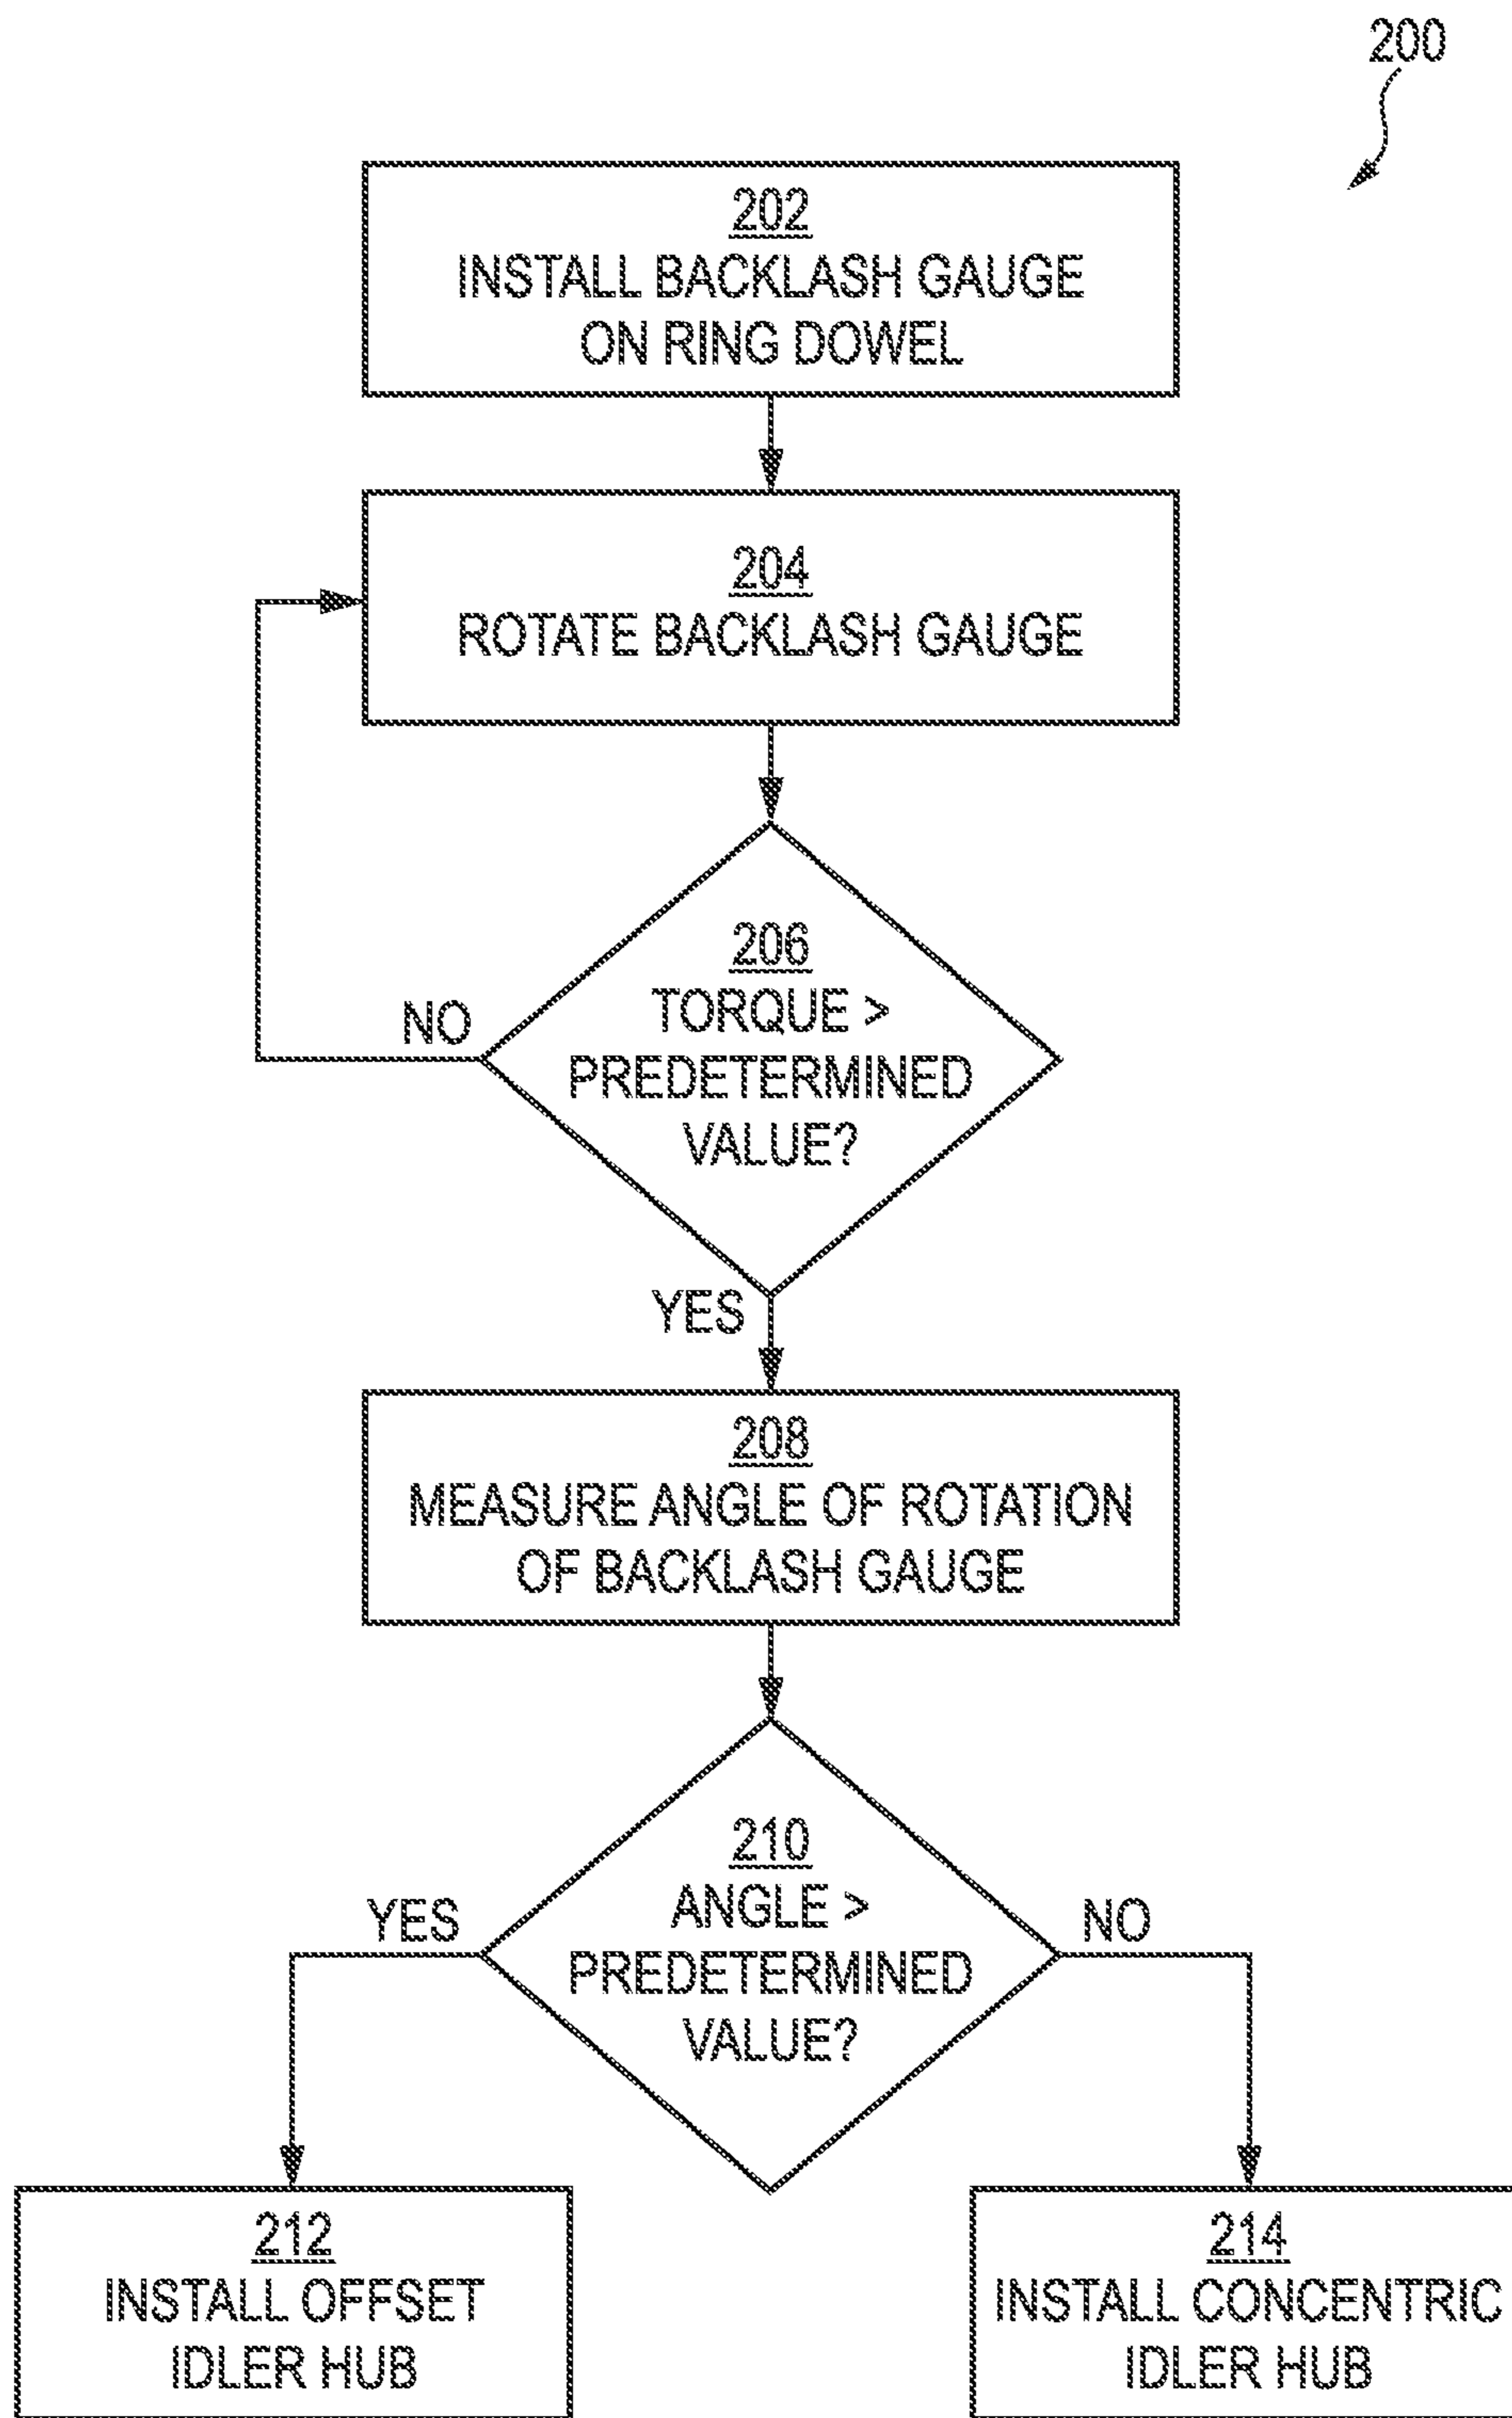 200
202
INSTALL BACKLASH GAUGE
ON RING DOWEL
204
ROTATE BACKLASH GAUGE
206
TORQUE >
PREDETERMINED
VALUE?
NO
YES
208
MEASURE ANGLE OF ROTATION
OF BACKLASH GAUGE
210
ANGLE >
PREDETERMINED
VALUE?
YES
NO
212
INSTALL OFFSET
IDLER HUB
214
INSTALL CONCENTRIC
IDLER HUB